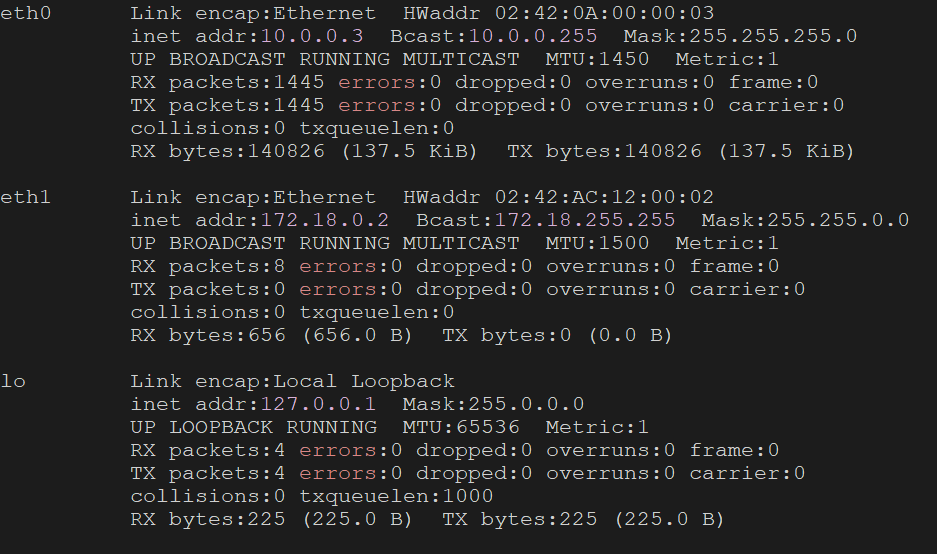 eth0      Link encap:Ethernet  HWaddr 02:42:0A:00:00:03
          inet addr:10.0.0.3  Bcast:10.0.0.255  Mask:255.255.255.0
          UP BROADCAST RUNNING MULTICAST  MTU:1450  Metric:1
          RX packets:1445 errors:0 dropped:0 overruns:0 frame:0
          TX packets:1445 errors:0 dropped:0 overruns:0 carrier:0
          collisions:0 txqueuelen:0
          RX bytes:140826 (137.5 KiB)  TX bytes:140826 (137.5 KiB)

eth1      Link encap:Ethernet  HWaddr 02:42:AC:12:00:02
          inet addr:172.18.0.2  Bcast:172.18.255.255  Mask:255.255.0.0
          UP BROADCAST RUNNING MULTICAST  MTU:1500  Metric:1
          RX packets:8 errors:0 dropped:0 overruns:0 frame:0
          TX packets:0 errors:0 dropped:0 overruns:0 carrier:0
          collisions:0 txqueuelen:0
          RX bytes:656 (656.0 B)  TX bytes:0 (0.0 B)

lo        Link encap:Local Loopback
          inet addr:127.0.0.1  Mask:255.0.0.0
          UP LOOPBACK RUNNING  MTU:65536  Metric:1
          RX packets:4 errors:0 dropped:0 overruns:0 frame:0
          TX packets:4 errors:0 dropped:0 overruns:0 carrier:0
          collisions:0 txqueuelen:1000
          RX bytes:225 (225.0 B)  TX bytes:225 (225.0 B)